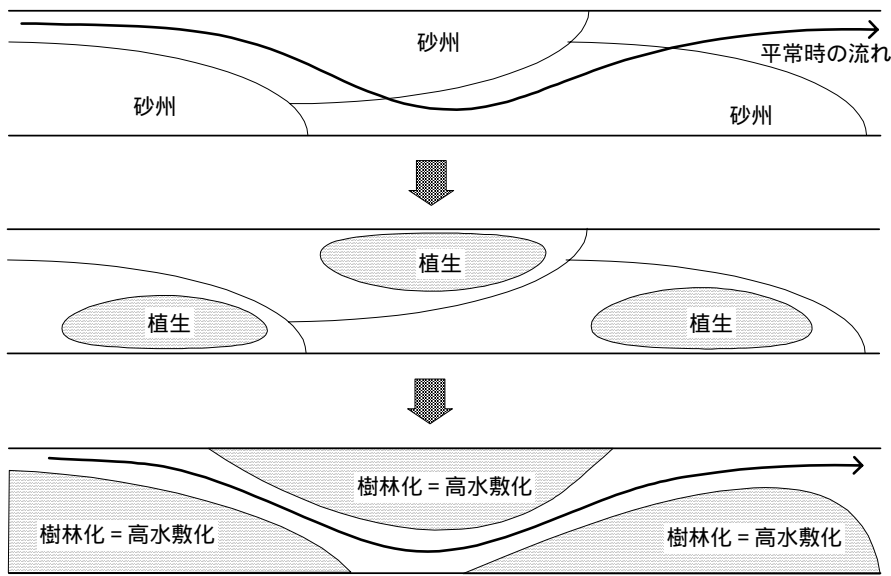 砂州
平常時の流れ
砂州
砂州
植生
植生
植生
樹林化 = 高水敷化
樹林化 = 高水敷化
樹林化 = 高水敷化